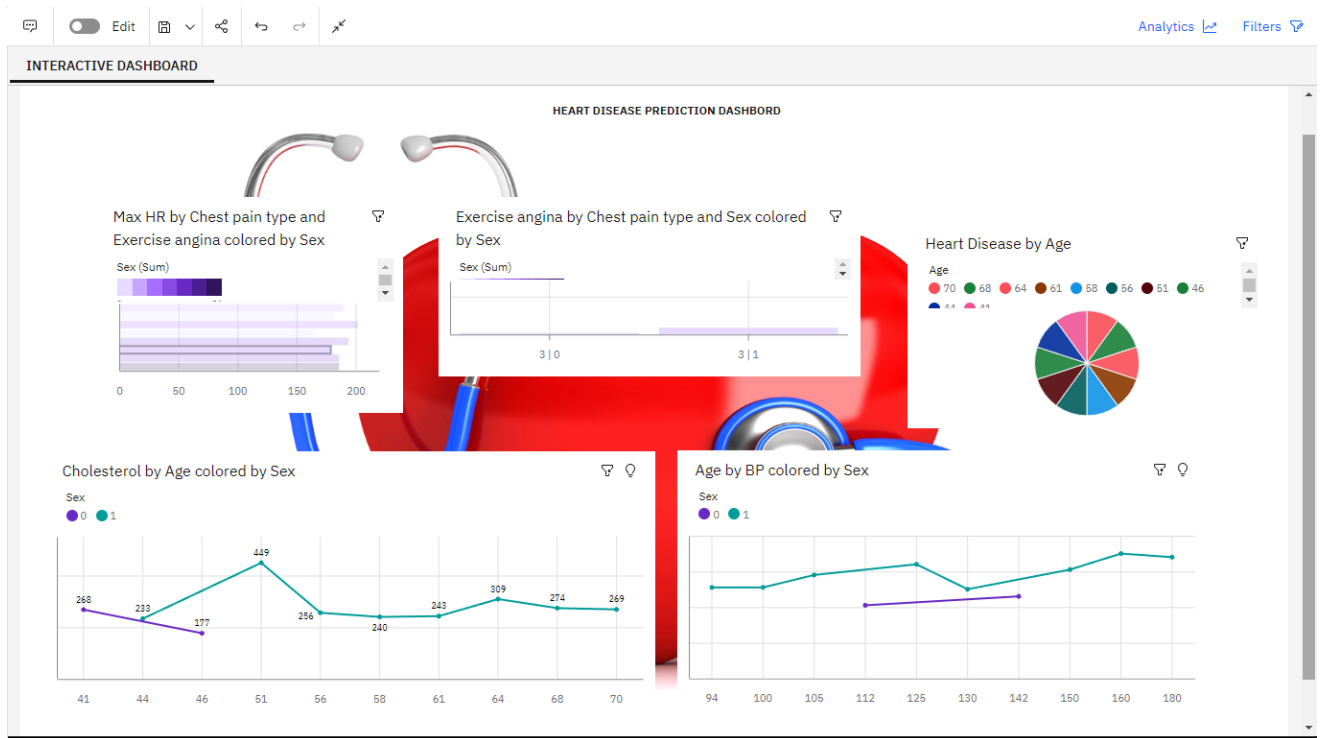 Edit
Analytics
Filters
INTERACTIVE DASHBOARD
HEART DISEASE PREDICTION DASHBORD
Max HR by Chest pain type and
Exercise angina colored by Sex
Sex (Sum)
0 50 100 150 200
Exercise angina by Chest pain type and Sex colored
by Sex
Sex (Sum)
3|0 3|1
Heart Disease by Age
Age
70 68 64 61 58 56 51 46
44 41
Cholesterol by Age colored by Sex
Sex
0 1
268 233 177 449 256 240 243 309 274 269
41 44 46 51 56 58 61 64 68 70
Age by BP colored by Sex
Sex
0 1
94 100 105 112 125 130 142 150 160 180